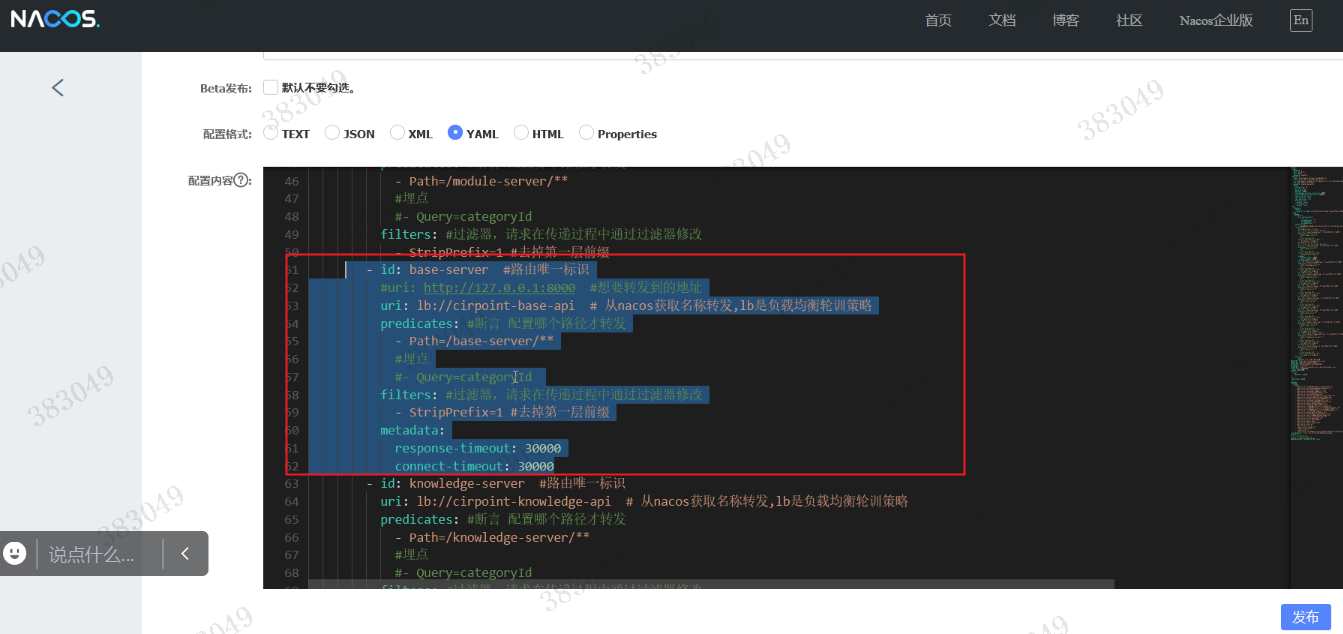 NACOS.
首页 文档 博客 社区 Nacos企业版 En
Beta发布: 默认不要勾选。
配置格式: TEXT JSON XML YAML HTML Properties
配置内容?:
46 - Path=/module-server/**
47 #埋点
48 #- Query=categoryId
49 filters: #过滤器，请求在传递过程中通过过滤器修改
50 - StripPrefix=1 #去掉第一层前缀
51 - id: base-server #路由唯一标识
52 #uri: http://127.0.0.1:8000 #想要转发到的地址
53 uri: lb://cirpoint-base-api # 从nacos获取名称转发,lb是负载均衡轮训策略
54 predicates: #断言 配置哪个路径才转发
55 - Path=/base-server/**
56 #埋点
57 #- Query=categoryId
58 filters: #过滤器，请求在传递过程中通过过滤器修改
59 - StripPrefix=1 #去掉第一层前缀
60 metadata:
61 response-timeout: 30000
62 connect-timeout: 30000
63 - id: knowledge-server #路由唯一标识
64 uri: lb://cirpoint-knowledge-api # 从nacos获取名称转发,lb是负载均衡轮训策略
65 predicates: #断言 配置哪个路径才转发
66 - Path=/knowledge-server/**
67 #埋点
68 #- Query=categoryId
说点什么...
发布
383049
383049
383049
383049